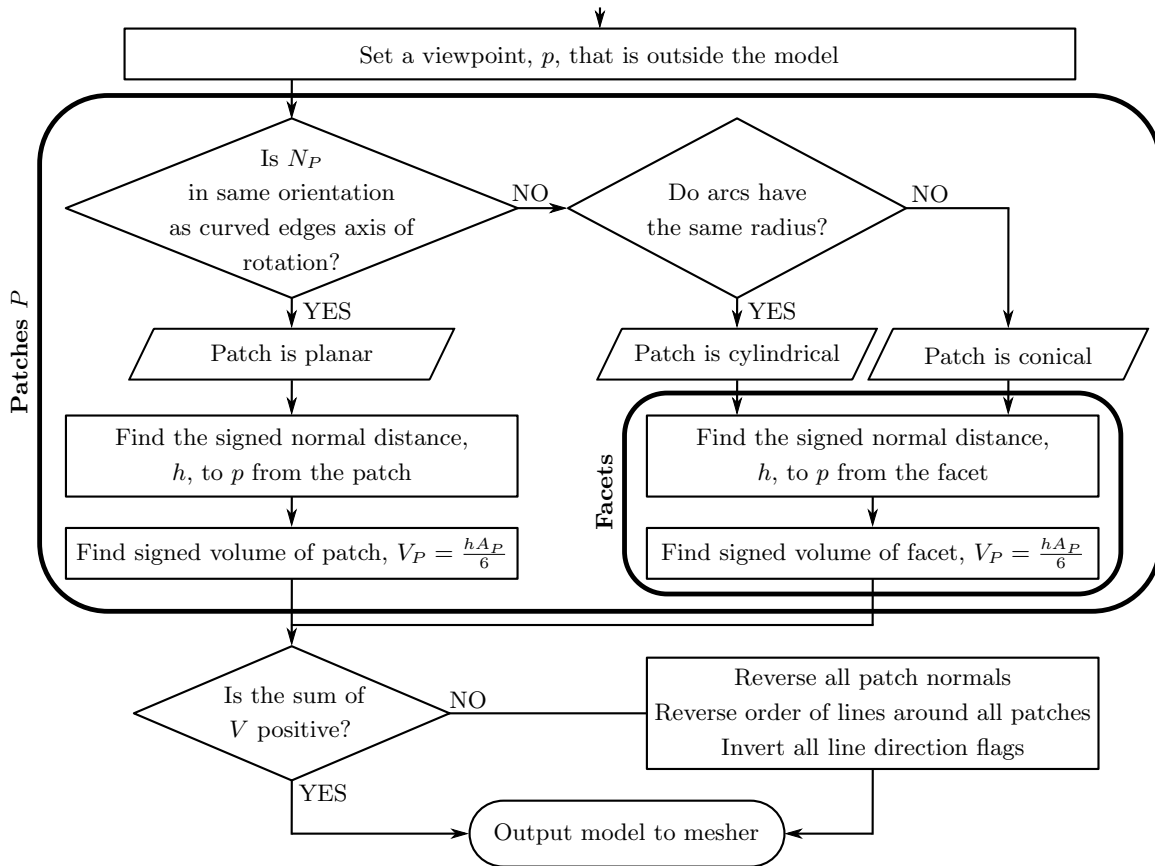 Set a viewpoint, p, that is outside the model
Patches P
Is N_P
in same orientation
as curved edges axis of
rotation?
NO
Do arcs have
the same radius?
NO
YES
YES
Patch is planar
Patch is cylindrical
Patch is conical
Find the signed normal distance,
h, to p from the patch
Facets
Find the signed normal distance,
h, to p from the facet
Find signed volume of patch, V_P = \frac{hA_P}{6}
Find signed volume of facet, V_P = \frac{hA_P}{6}
Is the sum of
V positive?
NO
Reverse all patch normals
Reverse order of lines around all patches
Invert all line direction flags
YES
Output model to mesher